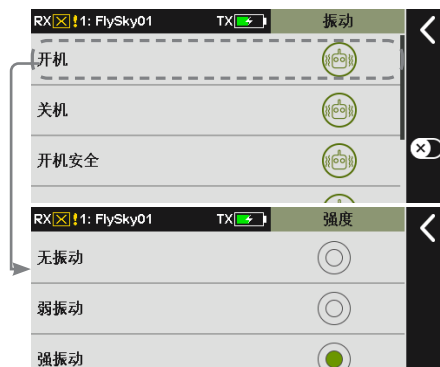 RX 1: FlySky01 TX 振动
开机
关机
开机安全
RX 1: FlySky01 TX 强度
无振动
弱振动
强振动